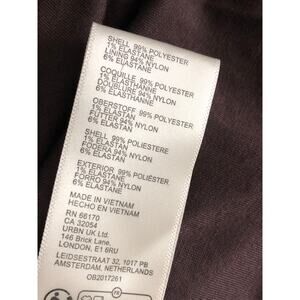 SHELL 99% POLYESTER
1% ELASTANE
LINING 94% NYLON
6% ELASTANE
COQUILLE 99% POLYESTER
1% ELASTHANNE
DOUBLURE 94% NYLON
6% ELASTHANNE
OBERSTOFF 99% POLYESTER
1% ELASTAN
FUTTER 94% NYLON
6% ELASTAN
SHELL 99% POLIESTERE
1% ELASTAN
FODERA 94% NYLON
6% ELASTAN
EXTERIOR 99% POLIÉSTER
1% ELASTANE
FORRO 94% NYLON
6% ELASTANE
MADE IN VIETNAM
HECHO EN VIETNAM
RN 66170
CA 32054
URBN UK Ltd.
146 Brick Lane,
LONDON, E1 6RU
LEIDSESTRAAT 32, 1017 PB
AMSTERDAM, NETHERLANDS
OB2017261